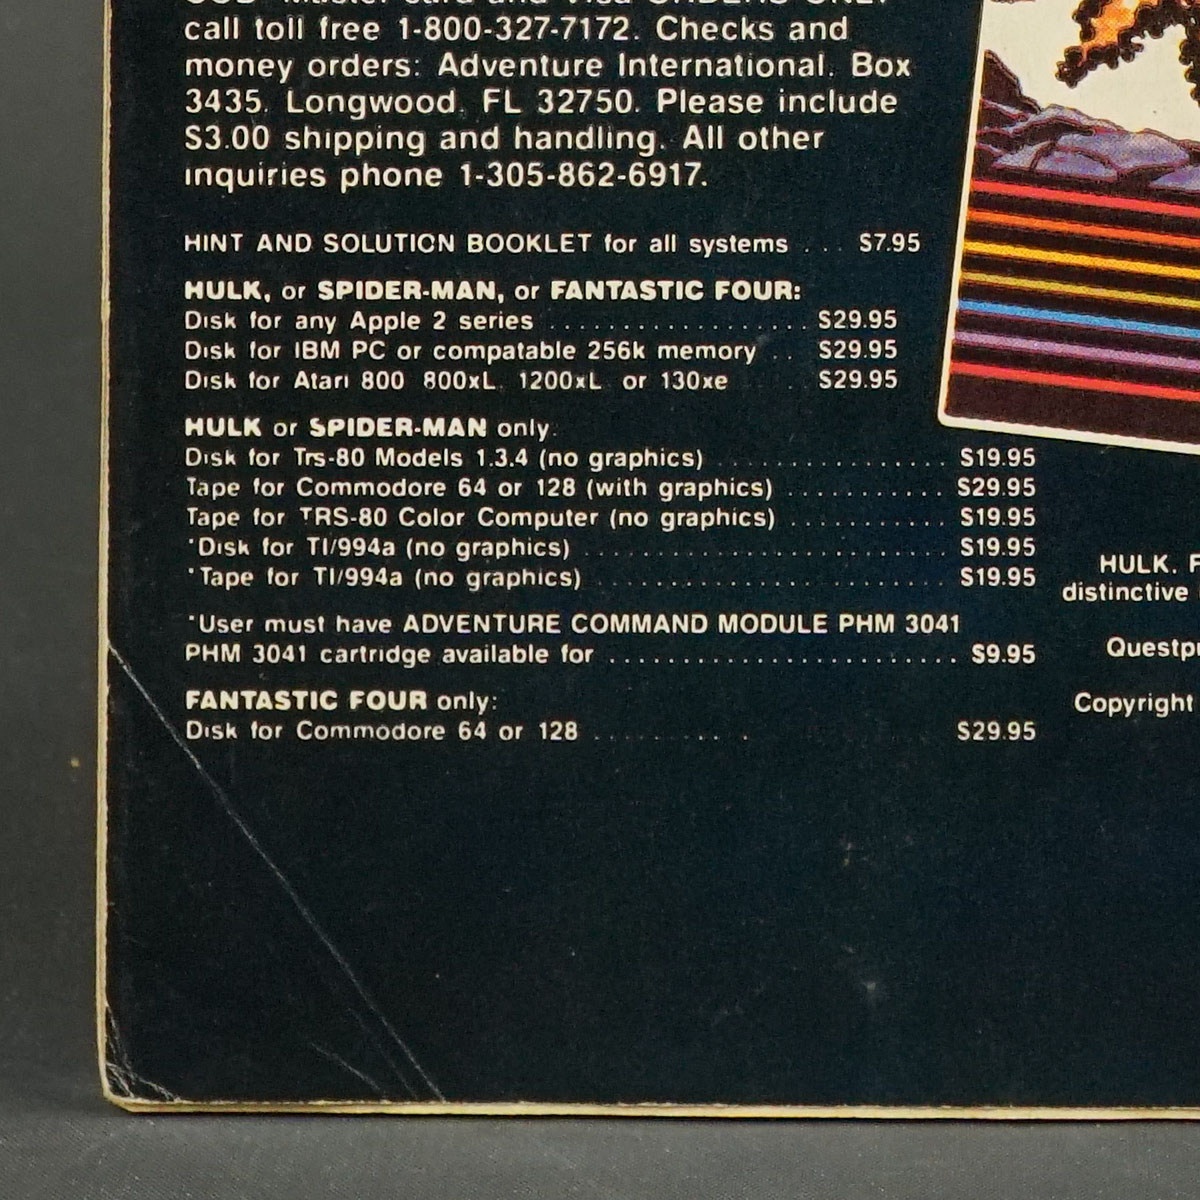 call toll free 1-800-327-7172. Checks and
money orders: Adventure International. Box
3435. Longwood. FL 32750. Please include
$3.00 shipping and handling. All other
inquiries phone 1-305-862-6917.
HINT AND SOLUTION BOOKLET for all systems . . . $7.95
HULK, or SPIDER-MAN, or FANTASTIC FOUR:
Disk for any Apple 2 series . . . . . . . . . . . . . . . . . . . . $29.95
Disk for IBM PC or compatable 256k memory . . $29.95
Disk for Atari 800 800xL 1200xL or 130xe $29.95
HULK or SPIDER-MAN only.
Disk for Trs-80 Models 1.3.4 (no graphics) . . . . . . . . . . . . . . . . . . $19.95
Tape for Commodore 64 or 128 (with graphics) . . . . . . . . . . . . $29.95
Tape for TRS-80 Color Computer (no graphics) . . . . . . . . . . . . $19.95
*Disk for TI/994a (no graphics) . . . . . . . . . . . . . . . . . . . . . . . . . . . . $19.95
*Tape for TI/994a (no graphics) . . . . . . . . . . . . . . . . . . . . . . . . . . . $19.95
*User must have ADVENTURE COMMAND MODULE PHM 3041
PHM 3041 cartridge available for . . . . . . . . . . . . . . . . . . . . . . . . . . . $9.95
FANTASTIC FOUR only:
Disk for Commodore 64 or 128 . . . . . . . . . . $29.95
HULK. F
distinctive
Questp
Copyright